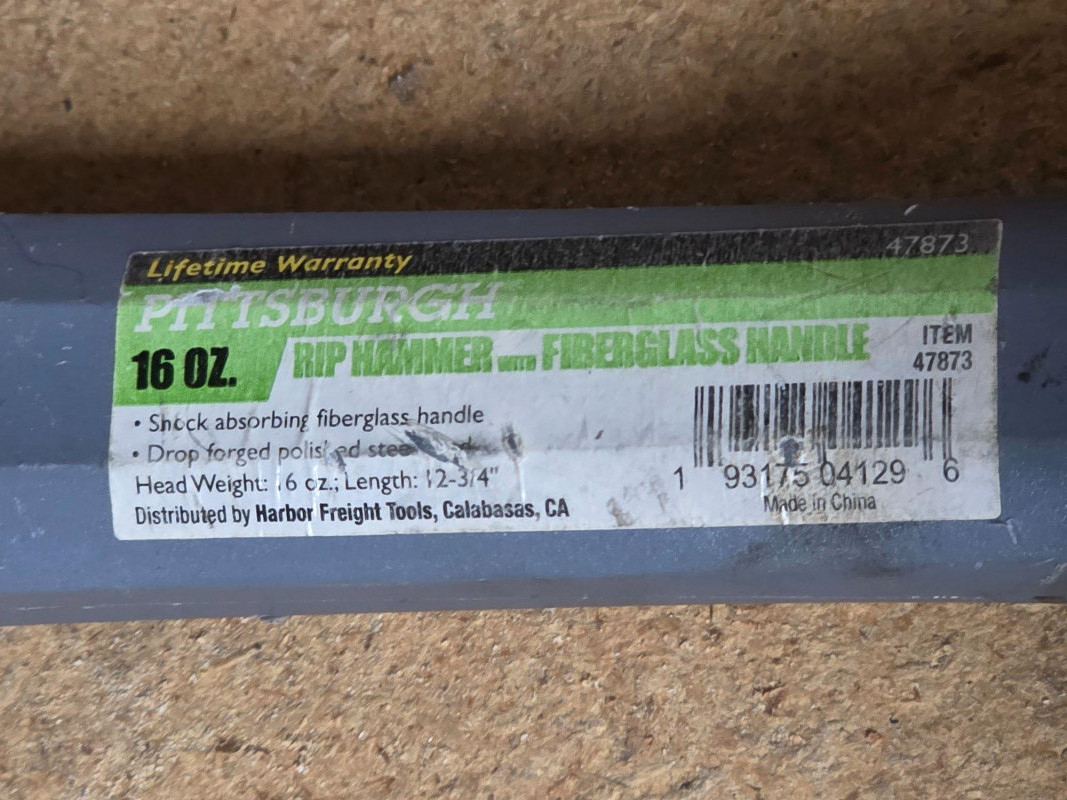 Lifetime Warranty 47873
PITTSBURGH
16 OZ. RIP HAMMER WITH FIBERGLASS HANDLE
ITEM
47873
• Shock absorbing fiberglass handle
• Drop forged polished steel
Head Weight: 16 oz.; Length: 12-3/4"
Distributed by Harbor Freight Tools, Calabasas, CA
1 93175 04129 6
Made in China